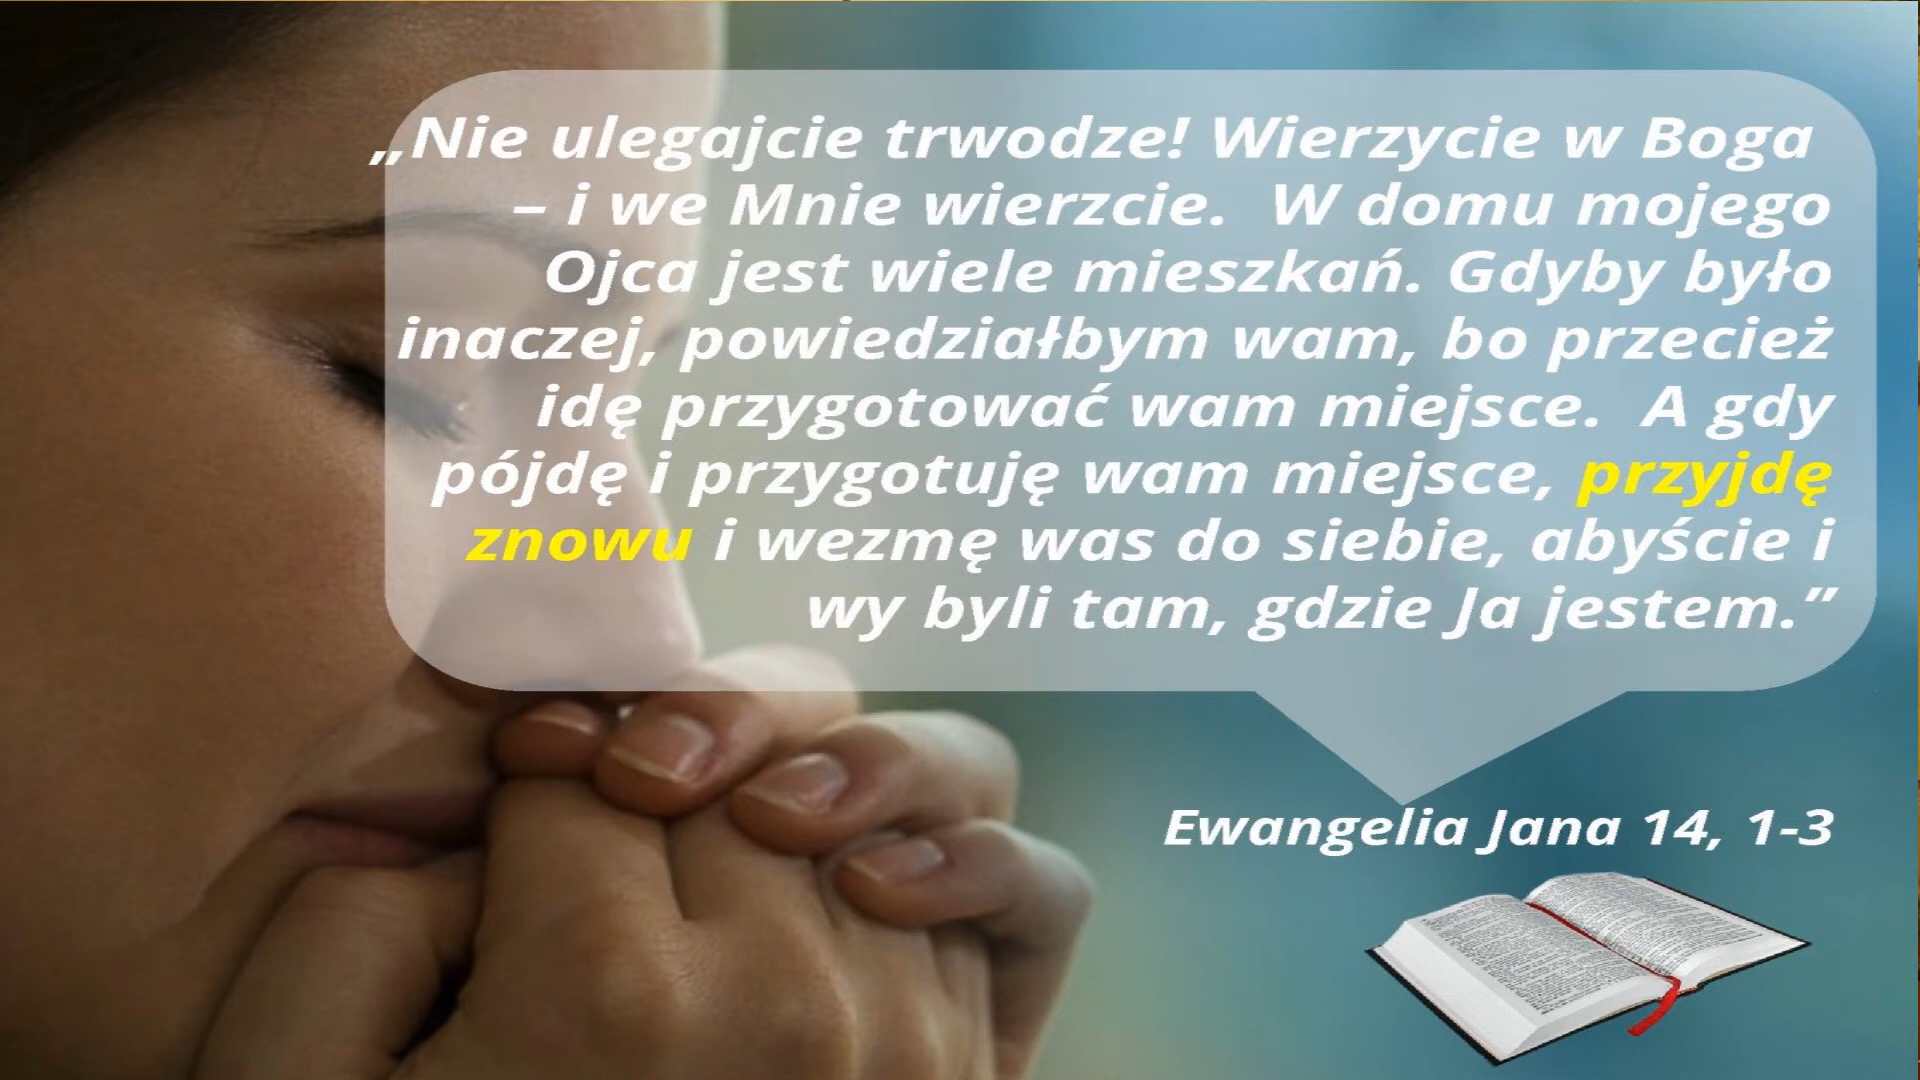 „Nie ulegajcie trwodze! Wierzycie w Boga
– i we Mnie wierzcie. W domu mojego
Ojca jest wiele mieszkań. Gdyby było
inaczej, powiedziałbym wam, bo przecież
idę przygotować wam miejsce. A gdy
pójdę i przygotuję wam miejsce, przyjdę
znowu i wezmę was do siebie, abyście i
wy byli tam, gdzie Ja jestem.”
Ewangelia Jana 14, 1-3